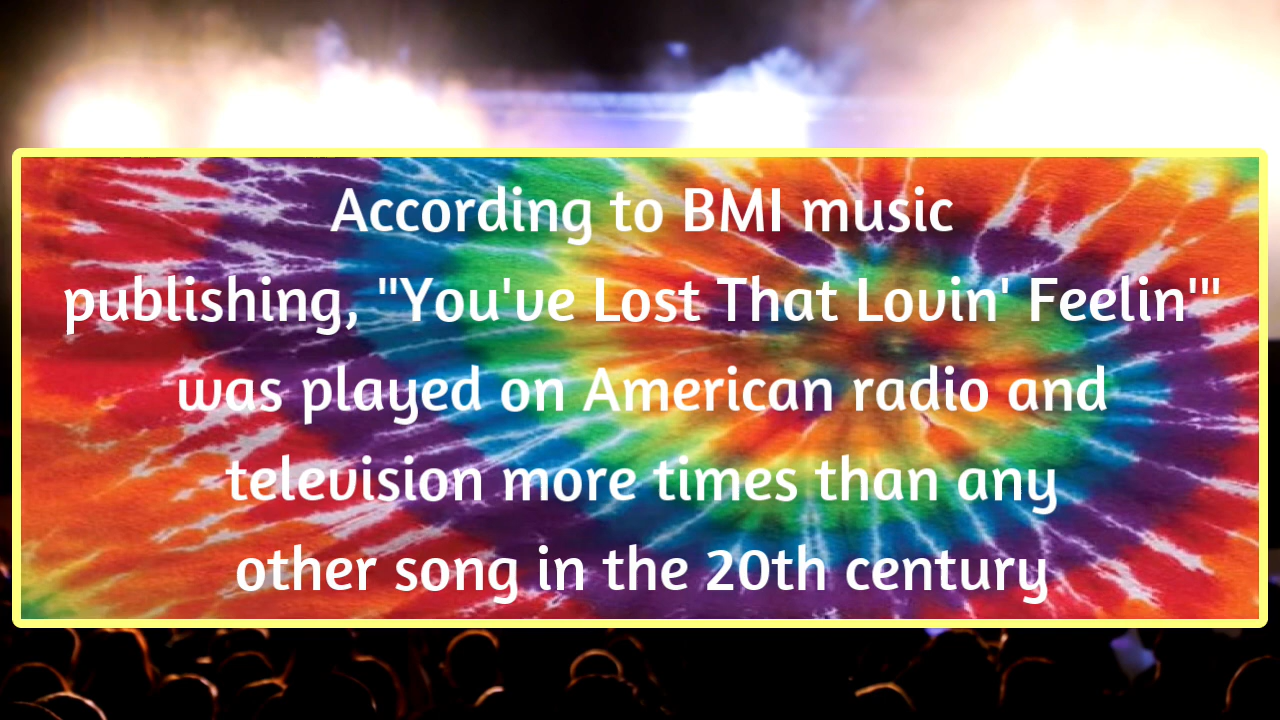 According to BMI music
publishing, "You've Lost That Lovin' Feelin'"
was played on American radio and
television more times than any
other song in the 20th century